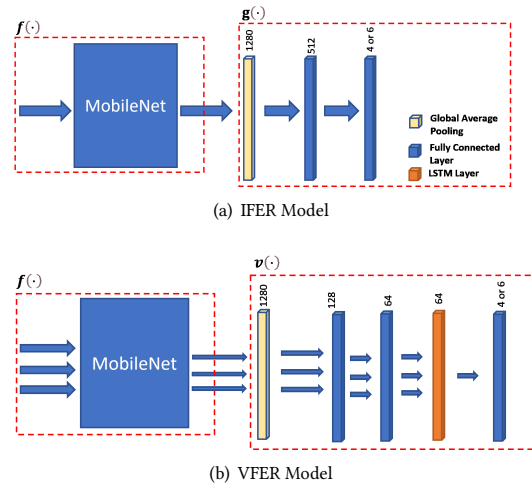 f(·)
g(·)
1280
512
4 or 6
MobileNet
Global Average
Pooling
Fully Connected
Layer
LSTM Layer
(a) IFER Model
f(·)
v(·)
1280
128
64
64
4 or 6
MobileNet
(b) VFER Model